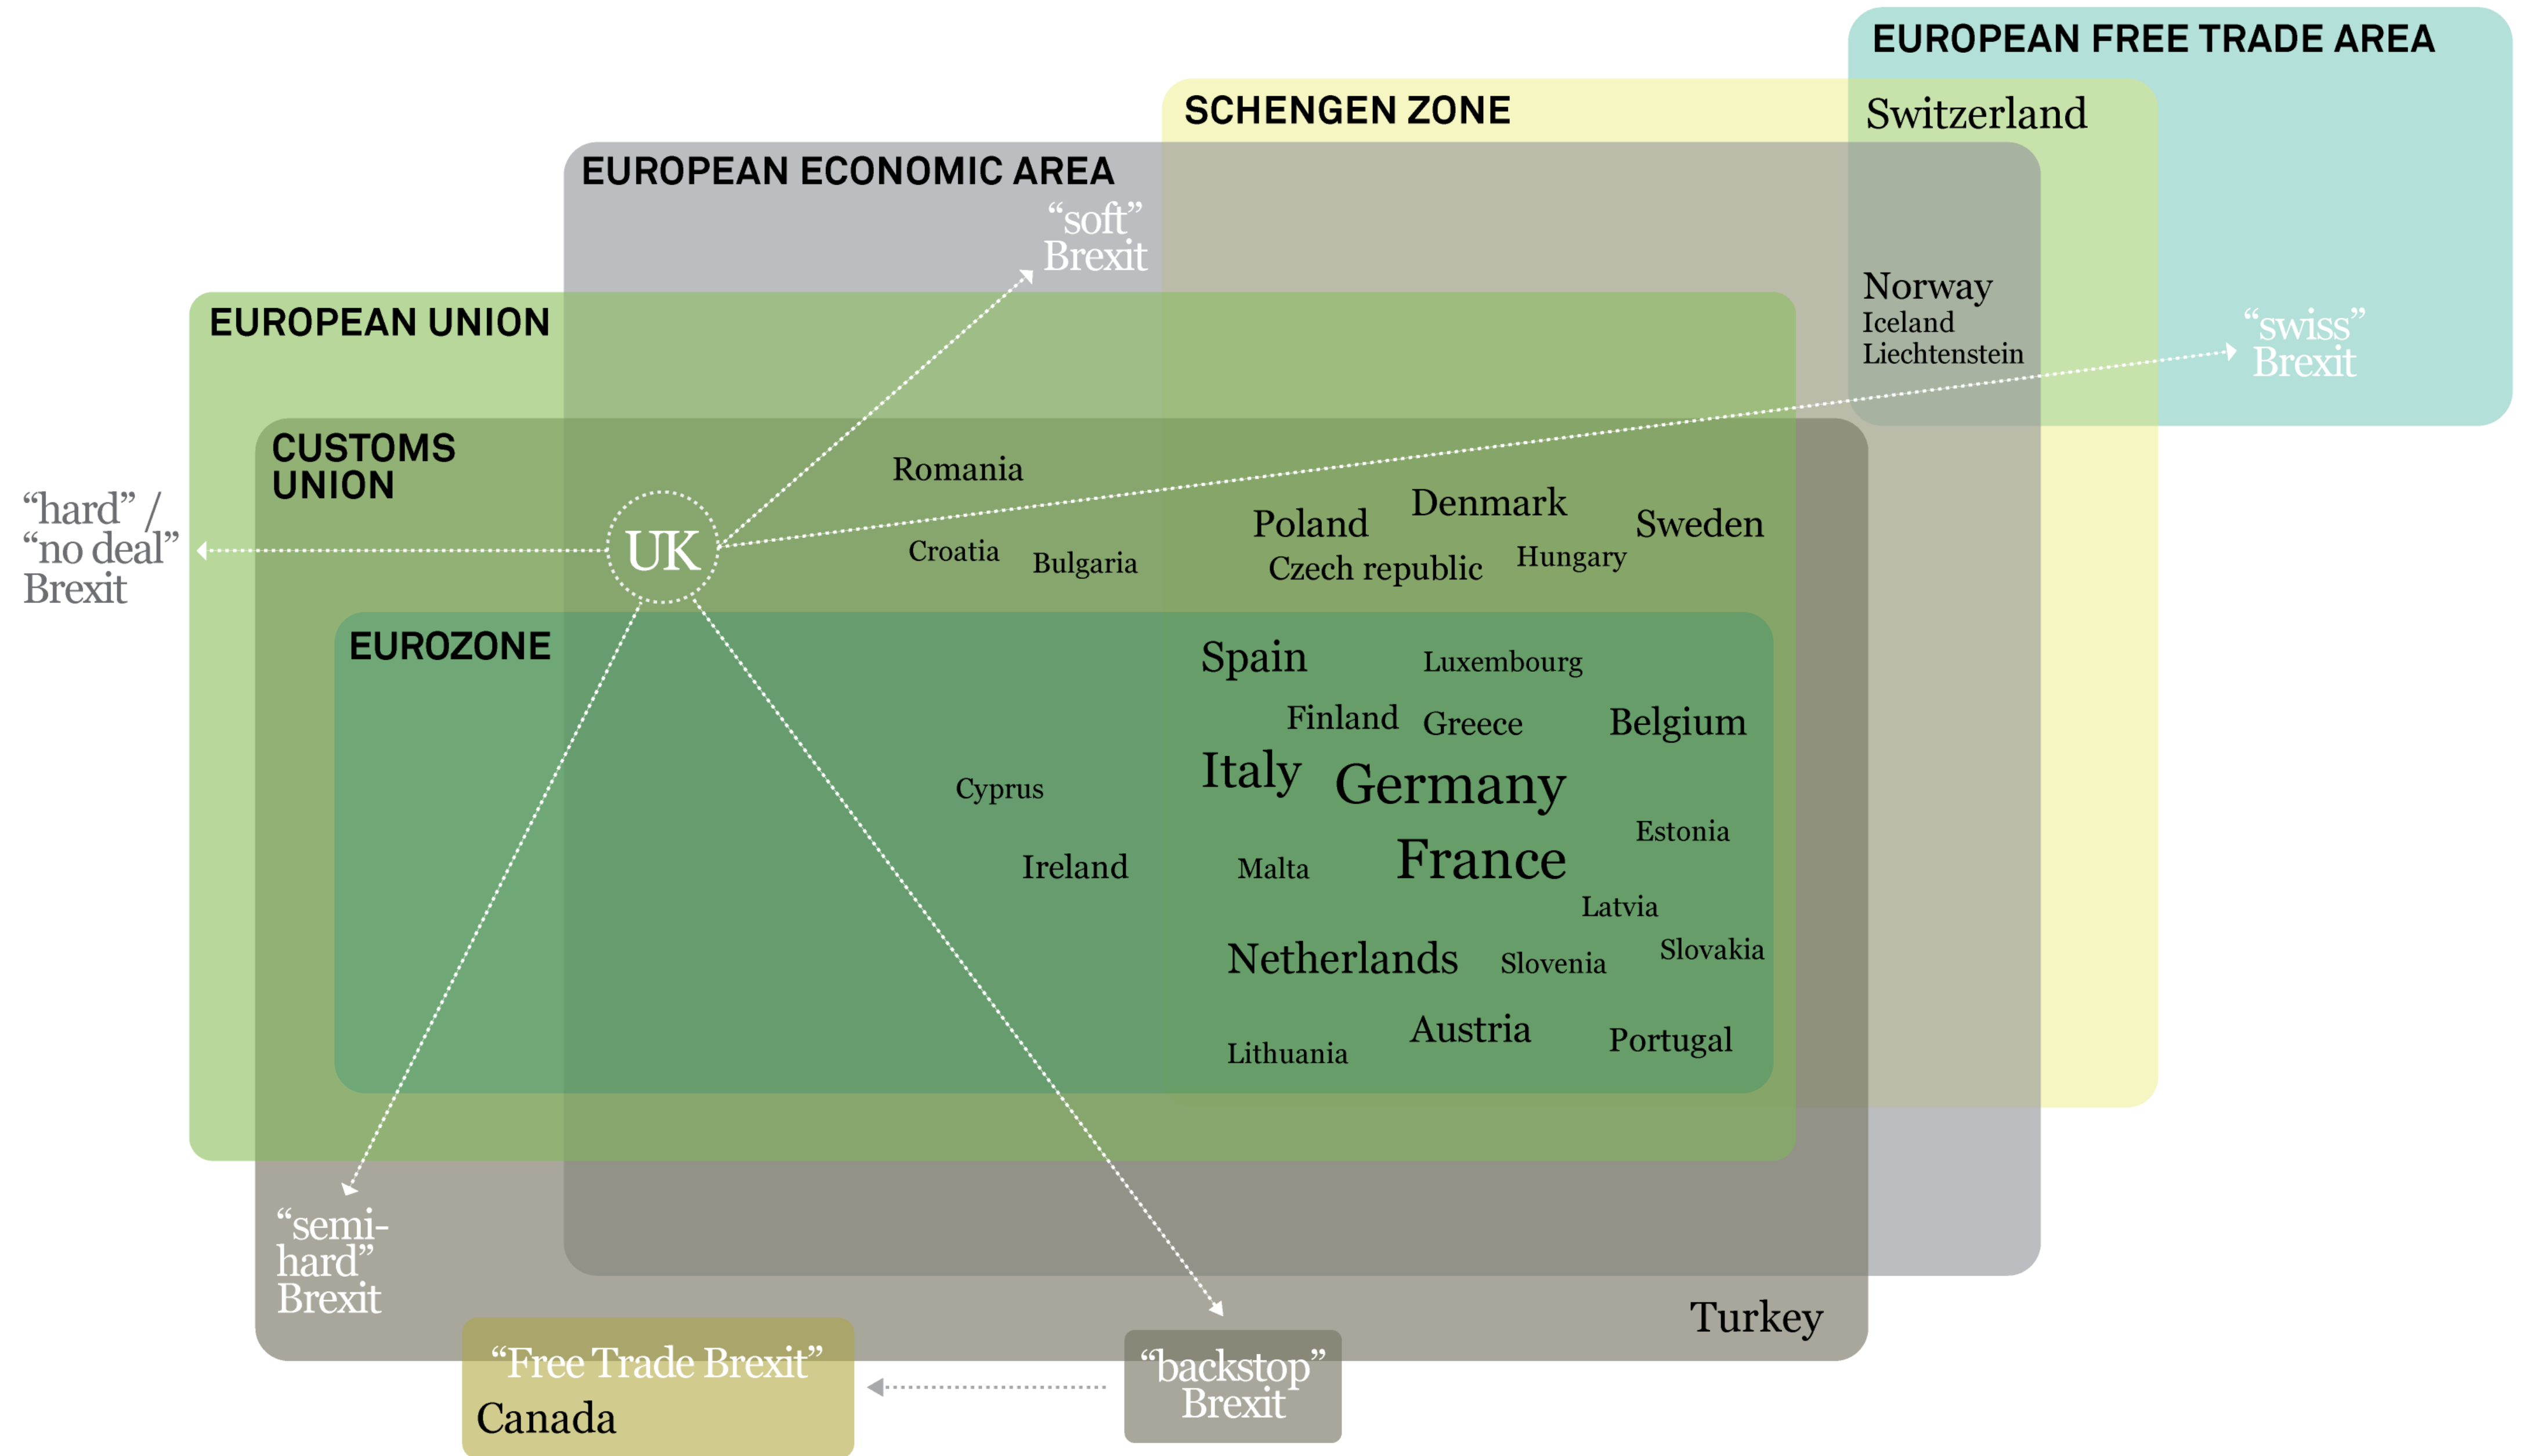 EUROPEAN FREE TRADE AREA
SCHENGEN ZONE
Switzerland
EUROPEAN ECONOMIC AREA
“soft”
Brexit
Norway
Iceland
Liechtenstein
“swiss”
Brexit
EUROPEAN UNION
CUSTOMS
UNION
“hard” /
“no deal”
Brexit
UK
Romania
Croatia
Bulgaria
Poland
Denmark
Sweden
Czech republic
Hungary
EUROZONE
Spain
Luxembourg
Finland
Greece
Belgium
Italy
Germany
Cyprus
Estonia
Ireland
Malta
France
Latvia
Netherlands
Slovenia
Slovakia
Austria
Portugal
Lithuania
“semi-
hard”
Brexit
Turkey
“Free Trade Brexit”
Canada
“backstop”
Brexit